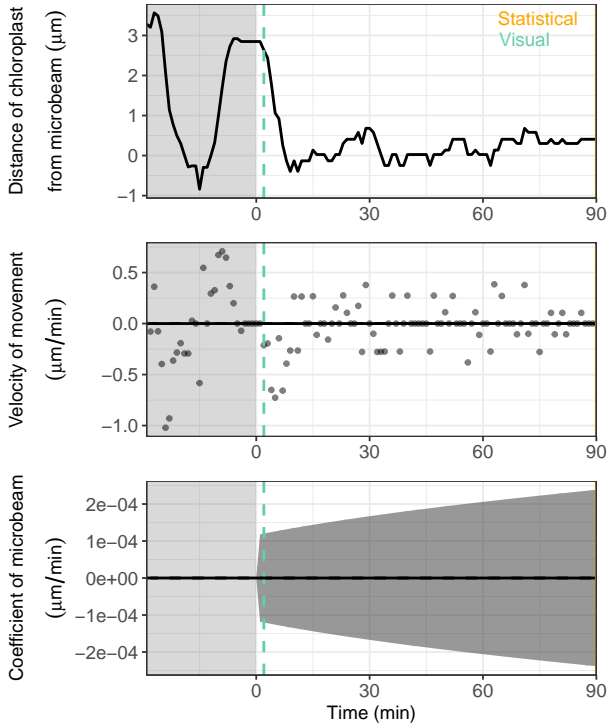 Distance of chloroplast
from microbeam (μm)
3
2
1
0
−1
Statistical
Visual
0
30
60
90
Velocity of movement
(μm/min)
0.5
0.0
−0.5
−1.0
0
30
60
90
Coefficient of microbeam
(μm/min)
2e−04
1e−04
0e+00
−1e−04
−2e−04
0
30
60
90
Time (min)